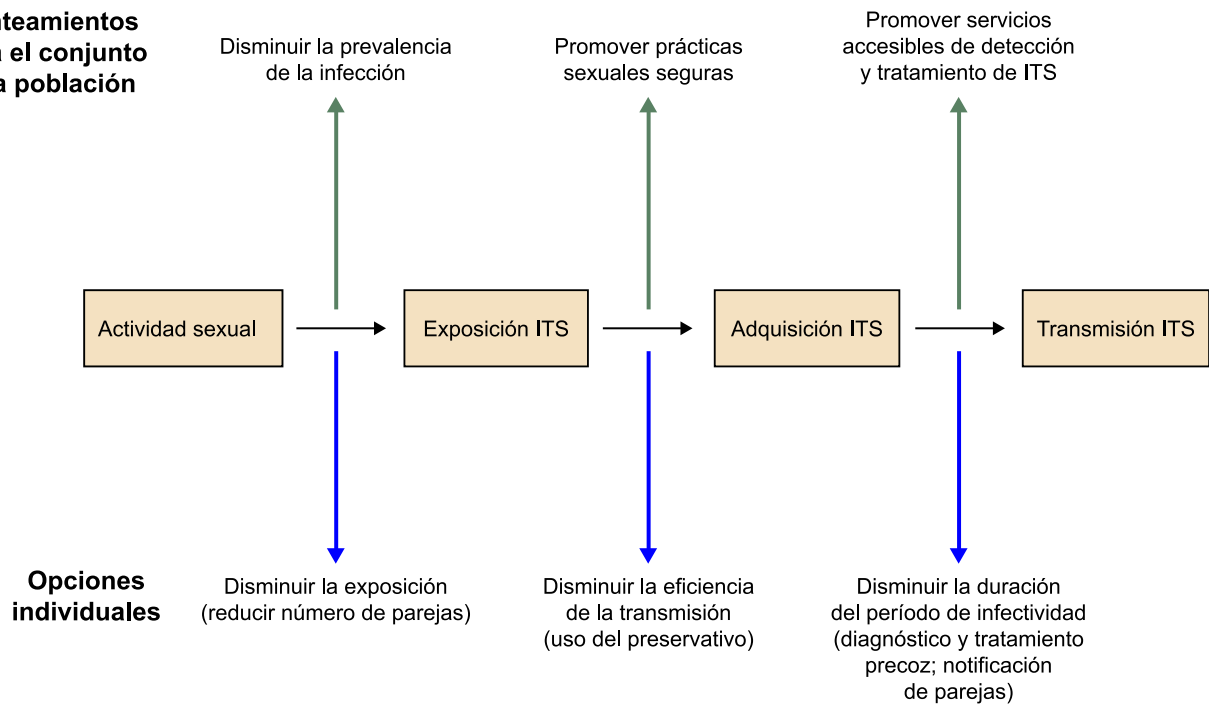 nteamientos
a el conjunto
a población
Disminuir la prevalencia
de la infección
Promover prácticas
sexuales seguras
Promover servicios
accesibles de detección
y tratamiento de ITS
Actividad sexual
Exposición ITS
Adquisición ITS
Transmisión ITS
Opciones
individuales
Disminuir la exposición
(reducir número de parejas)
Disminuir la eficiencia
de la transmisión
(uso del preservativo)
Disminuir la duración
del período de infectividad
(diagnóstico y tratamiento
precoz; notificación
de parejas)